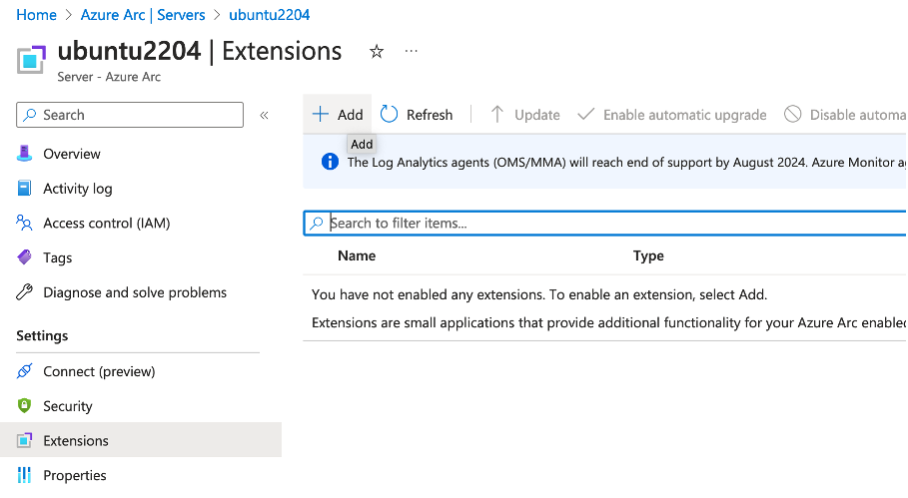 Home > Azure Arc | Servers > ubuntu2204
ubuntu2204 | Extensions
Server - Azure Arc
Search
Overview
Activity log
Access control (IAM)
Tags
Diagnose and solve problems
Settings
Connect (preview)
Security
Extensions
Properties
Add Refresh Update Enable automatic upgrade Disable automa
Add
The Log Analytics agents (OMS/MMA) will reach end of support by August 2024. Azure Monitor a
Search to filter items...
Name Type
You have not enabled any extensions. To enable an extension, select Add.
Extensions are small applications that provide additional functionality for your Azure Arc enabled